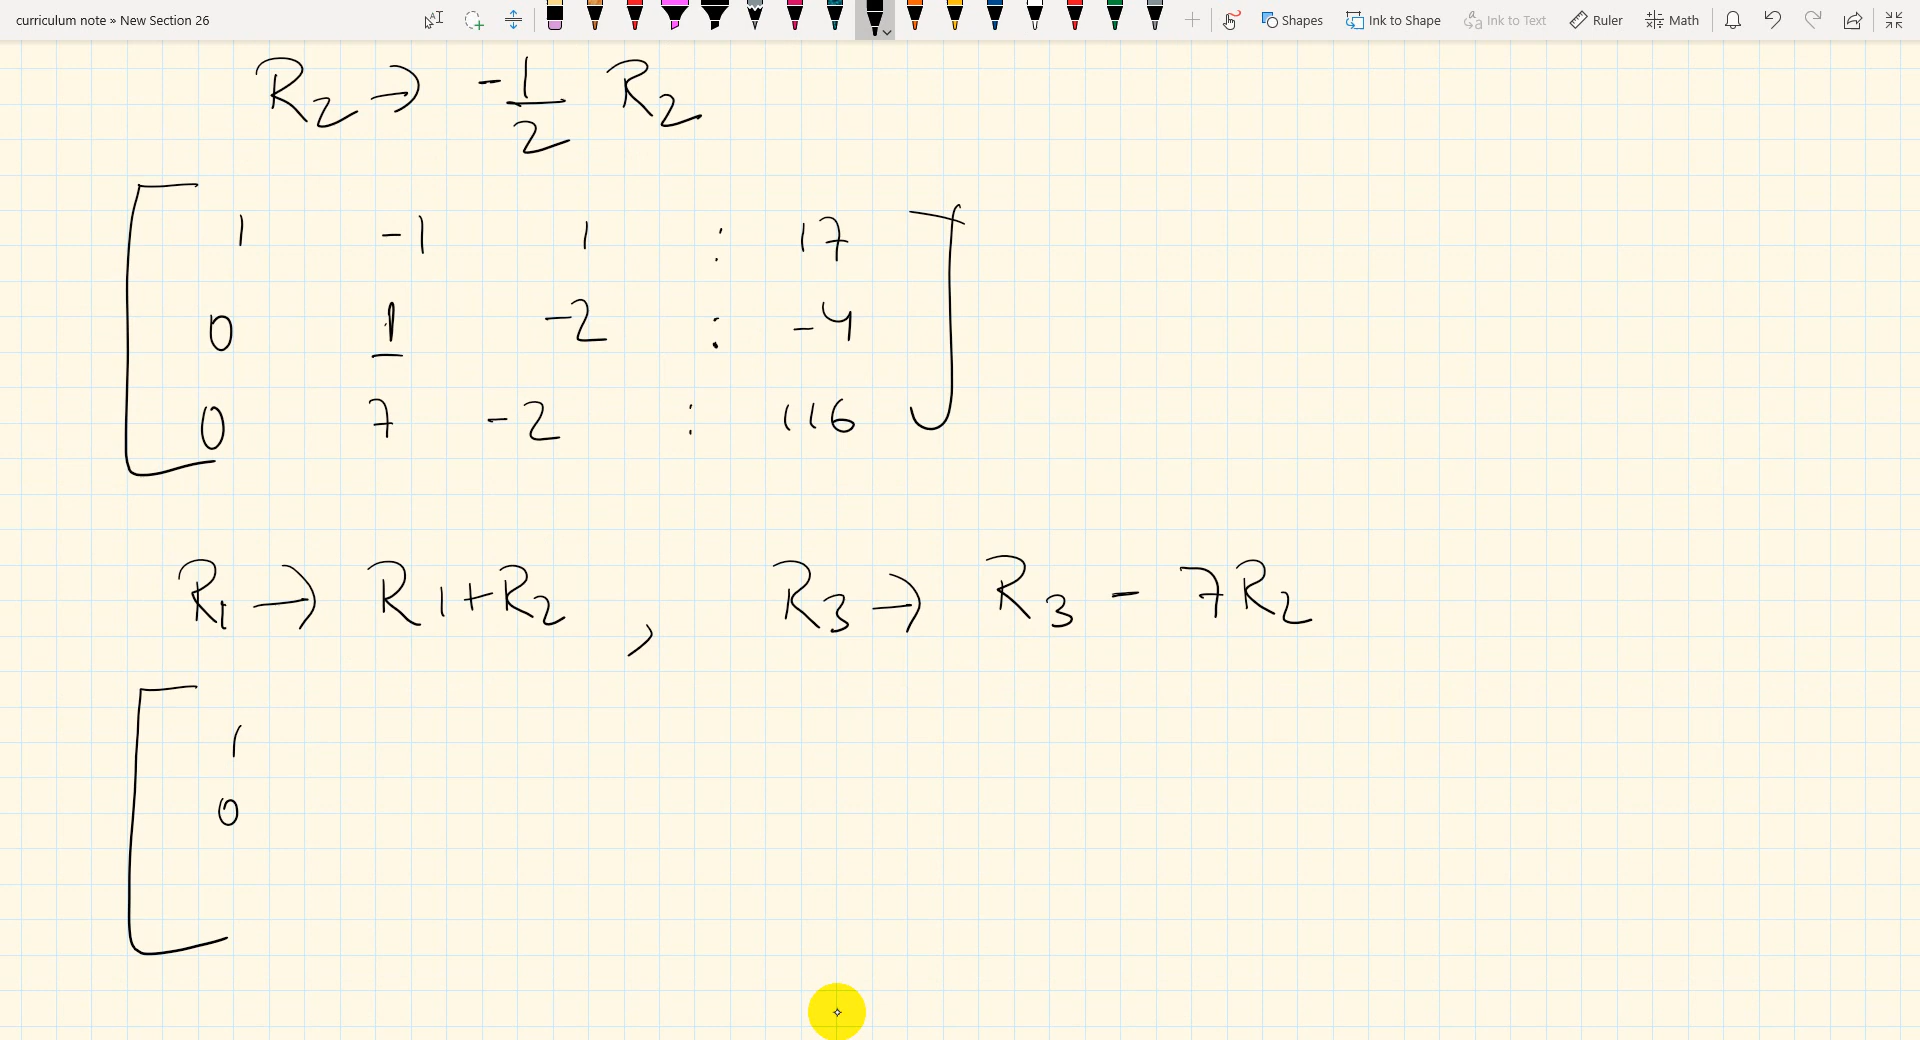 curriculum note » New Section 26 Shapes Ink to Shape Ink to Text Ruler Math
R₂ → -1/2 R₂
1 -1 1 : 17
0 1 -2 : -4
0 7 -2 : 116
R₁ → R₁+R₂ , R₃ → R₃ - 7R₂
1
0